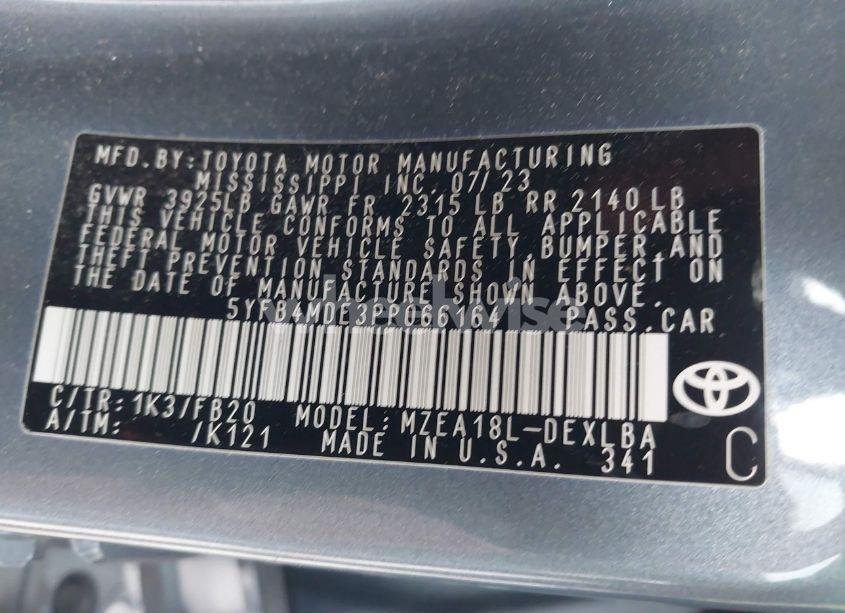 MFD.BY:TOYOTA MOTOR MANUFACTURING
MISSISSIPPI INC. 07/23
GVWR 3925LB GAWR FR 2315 LB RR 2140 LB
THIS VEHICLE CONFORMS TO ALL APPLICABLE
FEDERAL MOTOR VEHICLE SAFETY, BUMPER, AND
THEFT PREVENTION STANDARDS IN EFFECT ON
THE DATE OF MANUFACTURE SHOWN ABOVE.
5YFB4MDE3PP066164 PASS.CAR
C/TR: 1K3/FB20 MODEL: MZEA18L-DEXLBA
A/TM: /K121 MADE IN U.S.A. 341 C